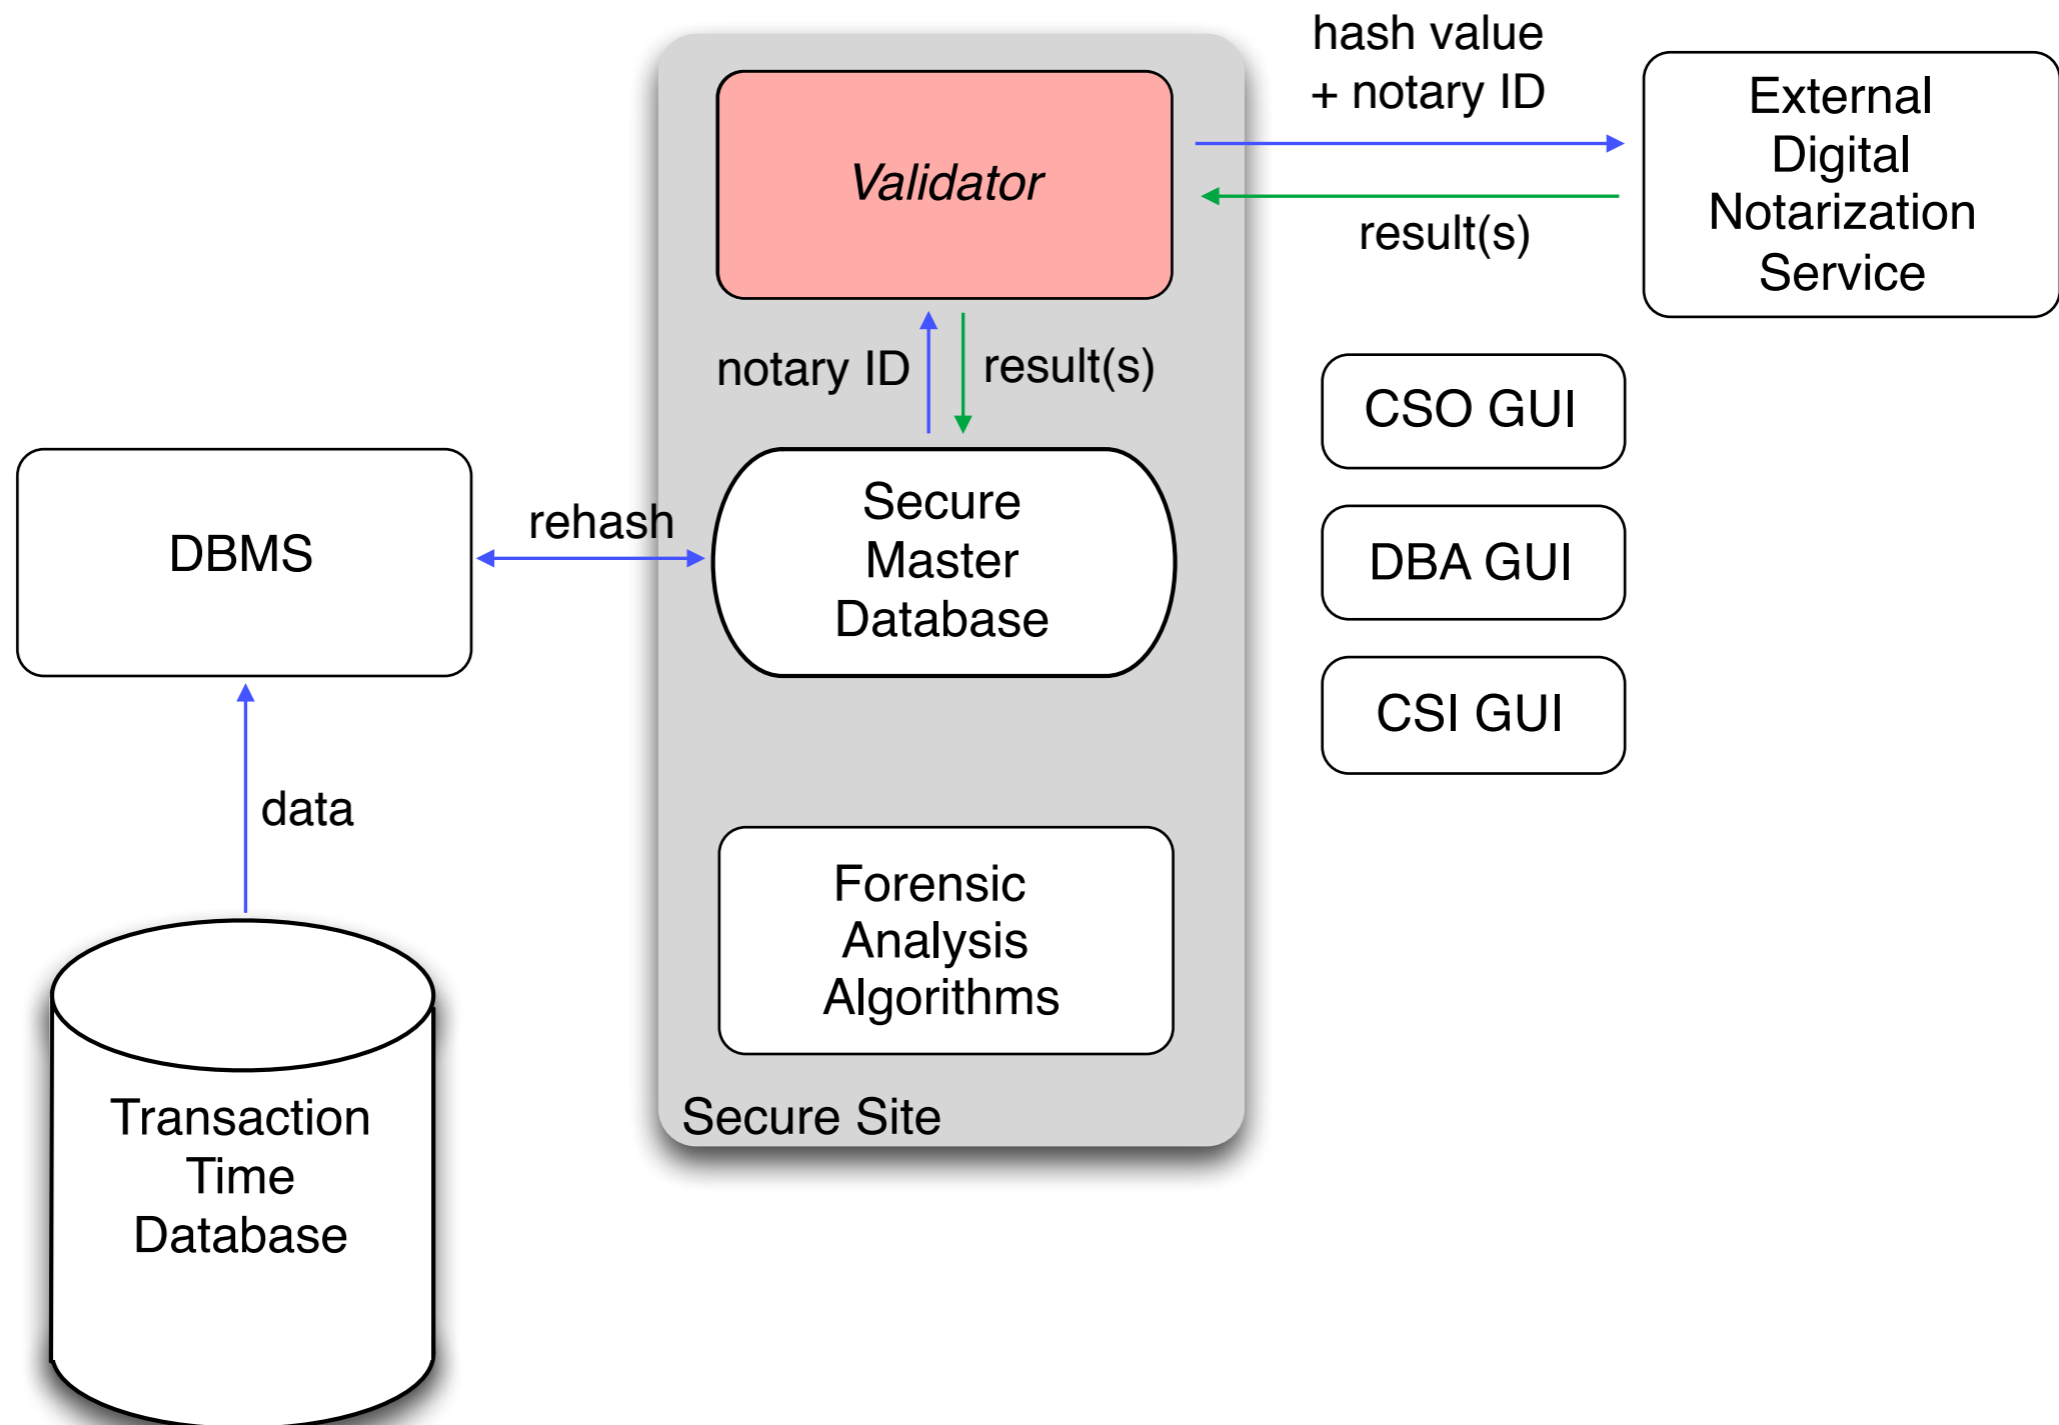 hash value
+ notary ID
External
Digital
Notarization
Service
Validator
result(s)
notary ID
result(s)
CSO GUI
DBMS
rehash
Secure
Master
Database
DBA GUI
CSI GUI
data
Forensic
Analysis
Algorithms
Secure Site
Transaction
Time
Database